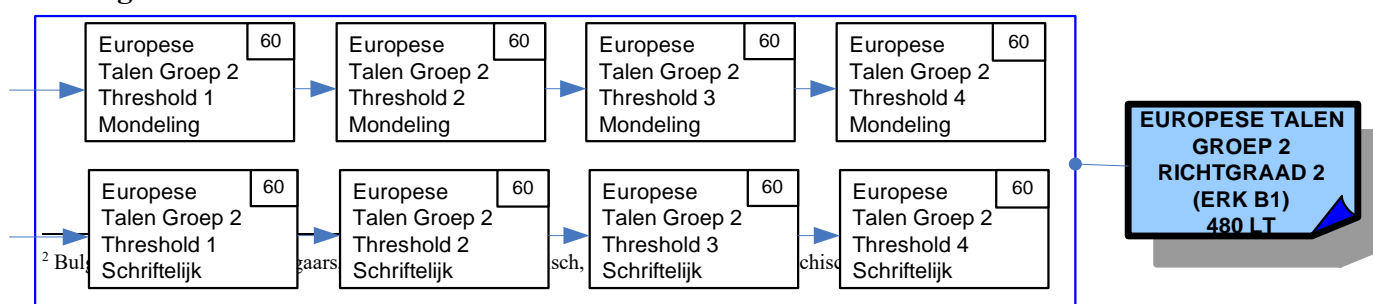 Europese
Talen Groep 2
Threshold 1
Mondeling
60
Europese
Talen Groep 2
Threshold 2
Mondeling
60
Europese
Talen Groep 2
Threshold 3
Mondeling
60
Europese
Talen Groep 2
Threshold 4
Mondeling
60
EUROPESE TALEN
GROEP 2
RICHTGRAAD 2
(ERK B1)
480 LT
Europese
Talen Groep 2
Threshold 1
Schriftelijk
60
Europese
Talen Groep 2
Threshold 2
Schriftelijk
60
Europese
Talen Groep 2
Threshold 3
Schriftelijk
60
Europese
Talen Groep 2
Threshold 4
Schriftelijk
60
2